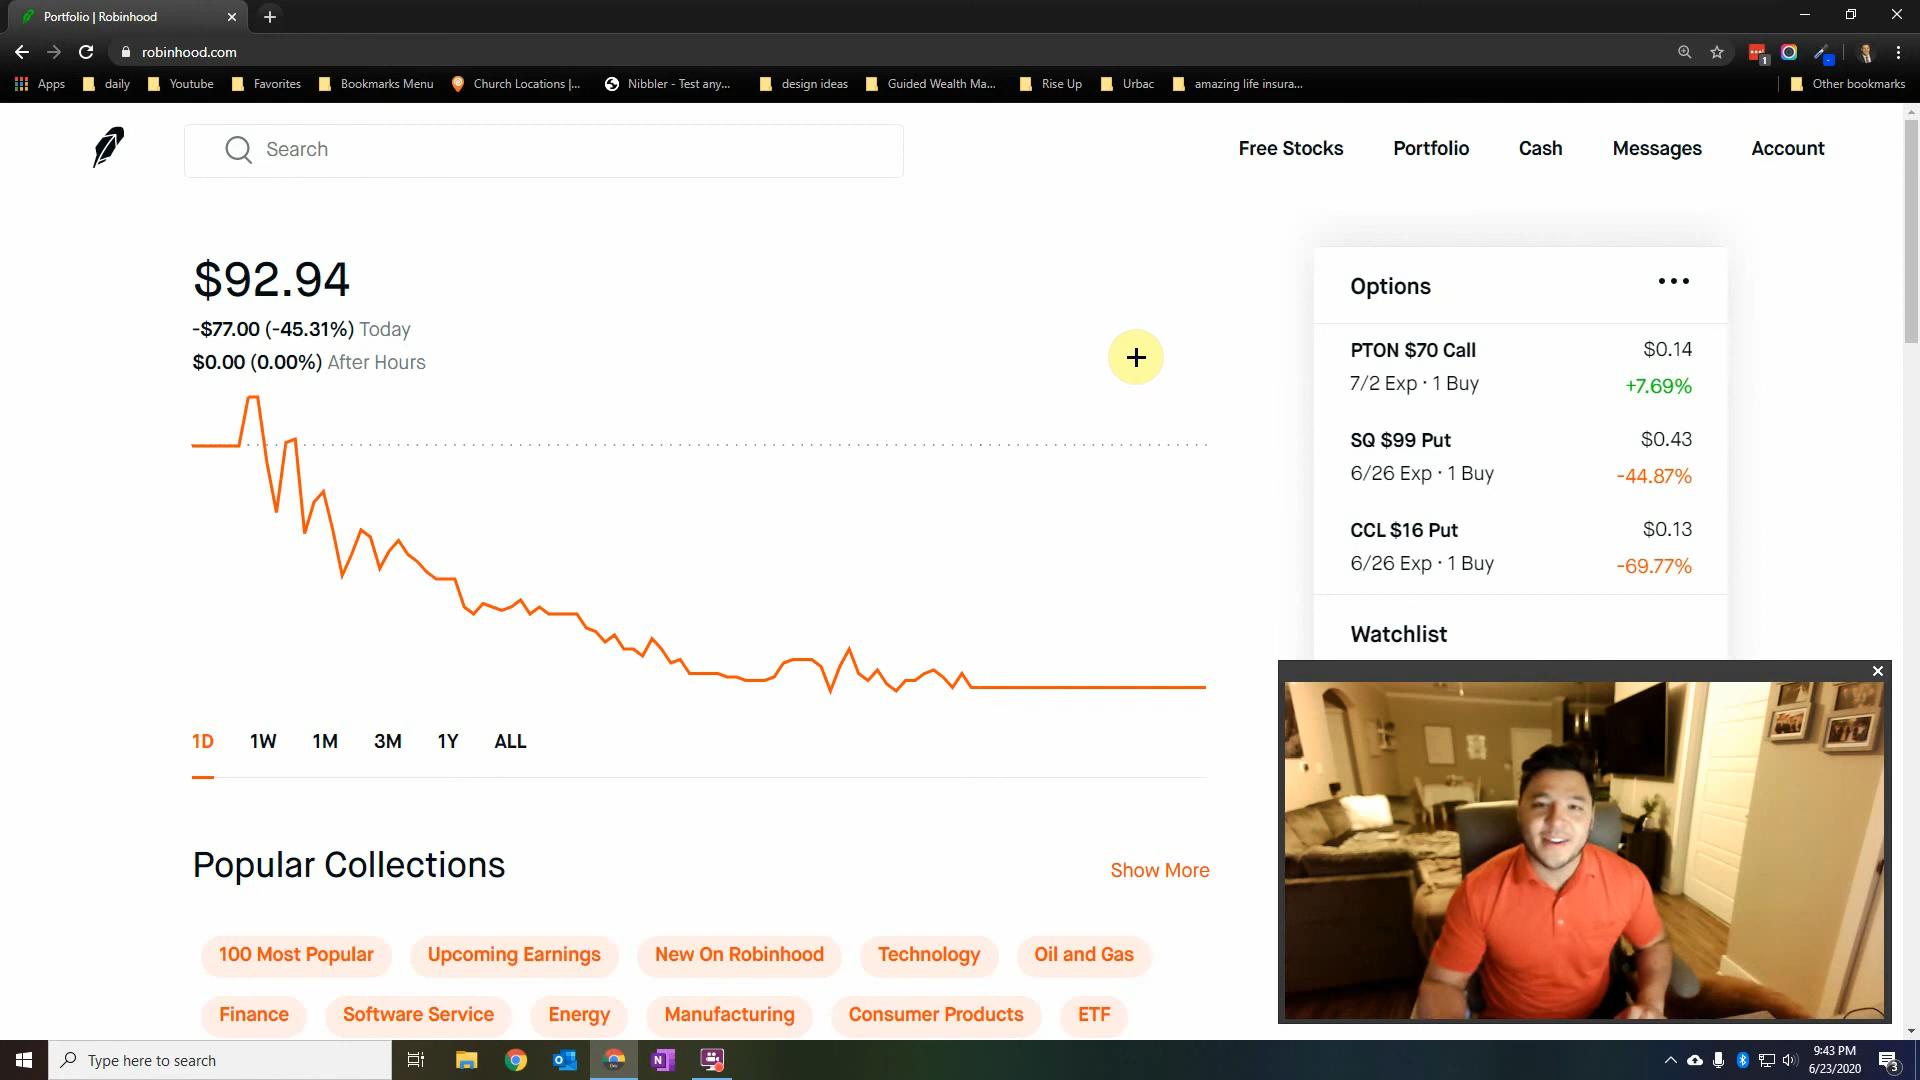 Portfolio | Robinhood
robinhood.com
1
Apps
daily
Youtube
Favorites
Bookmarks Menu
Church Locations |...
Nibbler - Test any...
design ideas
Guided Wealth Ma...
Rise Up
Urbac
amazing life insura...
Other bookmarks
Search
Free Stocks
Portfolio
Cash
Messages
Account
$92.94
-$77.00 (-45.31%) Today
$0.00 (0.00%) After Hours
1D
1W
1M
3M
1Y
ALL
Options
PTON $70 Call
$0.14
7/2 Exp · 1 Buy
+7.69%
SQ $99 Put
$0.43
6/26 Exp · 1 Buy
-44.87%
CCL $16 Put
$0.13
6/26 Exp · 1 Buy
-69.77%
Watchlist
Popular Collections
Show More
100 Most Popular
Upcoming Earnings
New On Robinhood
Technology
Oil and Gas
Finance
Software Service
Energy
Manufacturing
Consumer Products
ETF
Type here to search
9:43 PM
6/23/2020
3